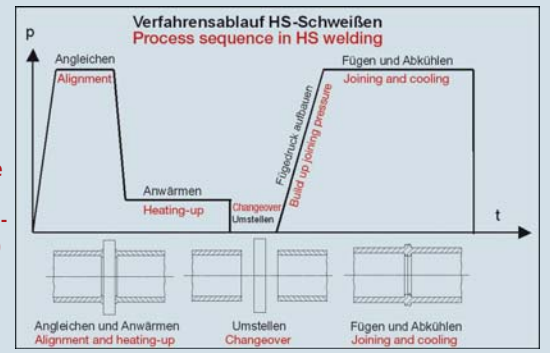 Verfahrensablauf HS-Schweißen
Process sequence in HS welding
p
Angleichen
Alignment
Anwärmen
Heating-up
Changeover
Umstellen
Fügedruck aufbauen
Build up joining pressure
Fügen und Abkühlen
Joining and cooling
t
Angleichen und Anwärmen
Alignment and heating-up
Umstellen
Changeover
Fügen und Abkühlen
Joining and cooling